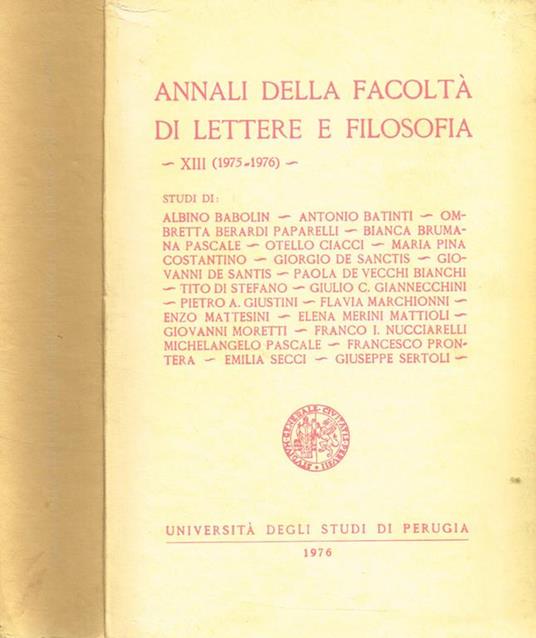 ANNALI DELLA FACOLTÀ
DI LETTERE E FILOSOFIA
~ XIII (1975-1976) ~
STUDI DI:
ALBINO BABOLIN ~ ANTONIO BATINTI ~ OM-
BRETTA BERARDI PAPARELLI ~ BIANCA BRUMA-
NA PASCALE ~ OTELLO CIACCI ~ MARIA PINA
COSTANTINO ~ GIORGIO DE SANCTIS ~ GIO-
VANNI DE SANTIS ~ PAOLA DE VECCHI BIANCHI
~ TITO DI STEFANO ~ GIULIO C. GIANNECCHINI
~ PIETRO A. GIUSTINI ~ FLAVIA MARCHIONNI ~
ENZO MATTESINI ~ ELENA MERINI MATTIOLI ~
GIOVANNI MORETTI ~ FRANCO I. NUCCIARELLI
MICHELANGELO PASCALE ~ FRANCESCO PRON-
TERA ~ EMILIA SECCI ~ GIUSEPPE SERTOLI ~
GENERALE CIVITATIS
UNIVERSITÀ DEGLI STUDI DI PERUGIA
1976